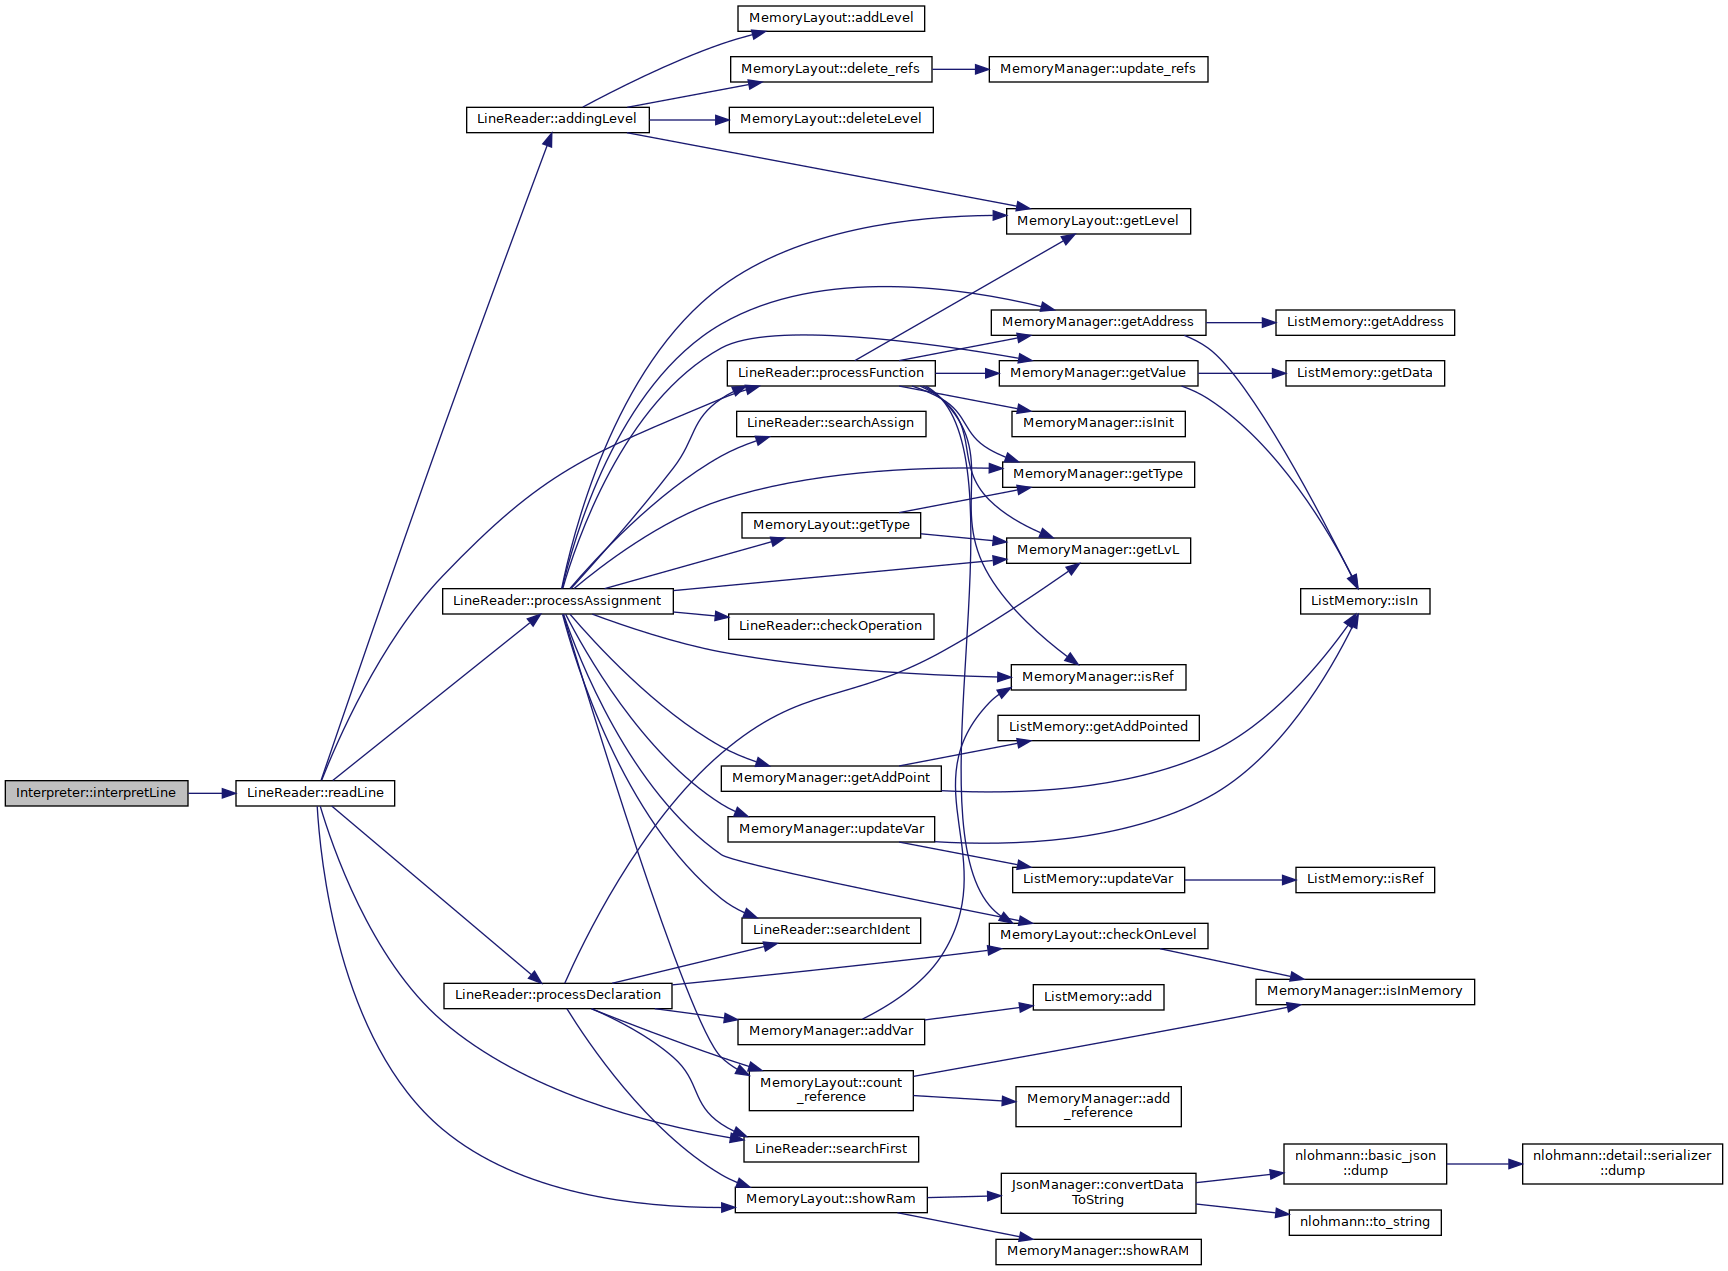 MemoryLayout::addLevel
MemoryLayout::delete_refs
MemoryManager::update_refs
LineReader::addingLevel
MemoryLayout::deleteLevel
MemoryLayout::getLevel
MemoryManager::getAddress
ListMemory::getAddress
LineReader::processFunction
MemoryManager::getValue
ListMemory::getData
LineReader::searchAssign
MemoryManager::isInit
MemoryManager::getType
MemoryLayout::getType
MemoryManager::getLvL
LineReader::processAssignment
ListMemory::isIn
LineReader::checkOperation
MemoryManager::isRef
ListMemory::getAddPointed
MemoryManager::getAddPoint
Interpreter::interpretLine
LineReader::readLine
MemoryManager::updateVar
ListMemory::updateVar
ListMemory::isRef
LineReader::searchIdent
MemoryLayout::checkOnLevel
LineReader::processDeclaration
ListMemory::add
MemoryManager::isInMemory
MemoryManager::addVar
MemoryLayout::count
_reference
MemoryManager::add
_reference
LineReader::searchFirst
nlohmann::basic_json
::dump
nlohmann::detail::serializer
::dump
MemoryLayout::showRam
JsonManager::convertData
ToString
nlohmann::to_string
MemoryManager::showRAM